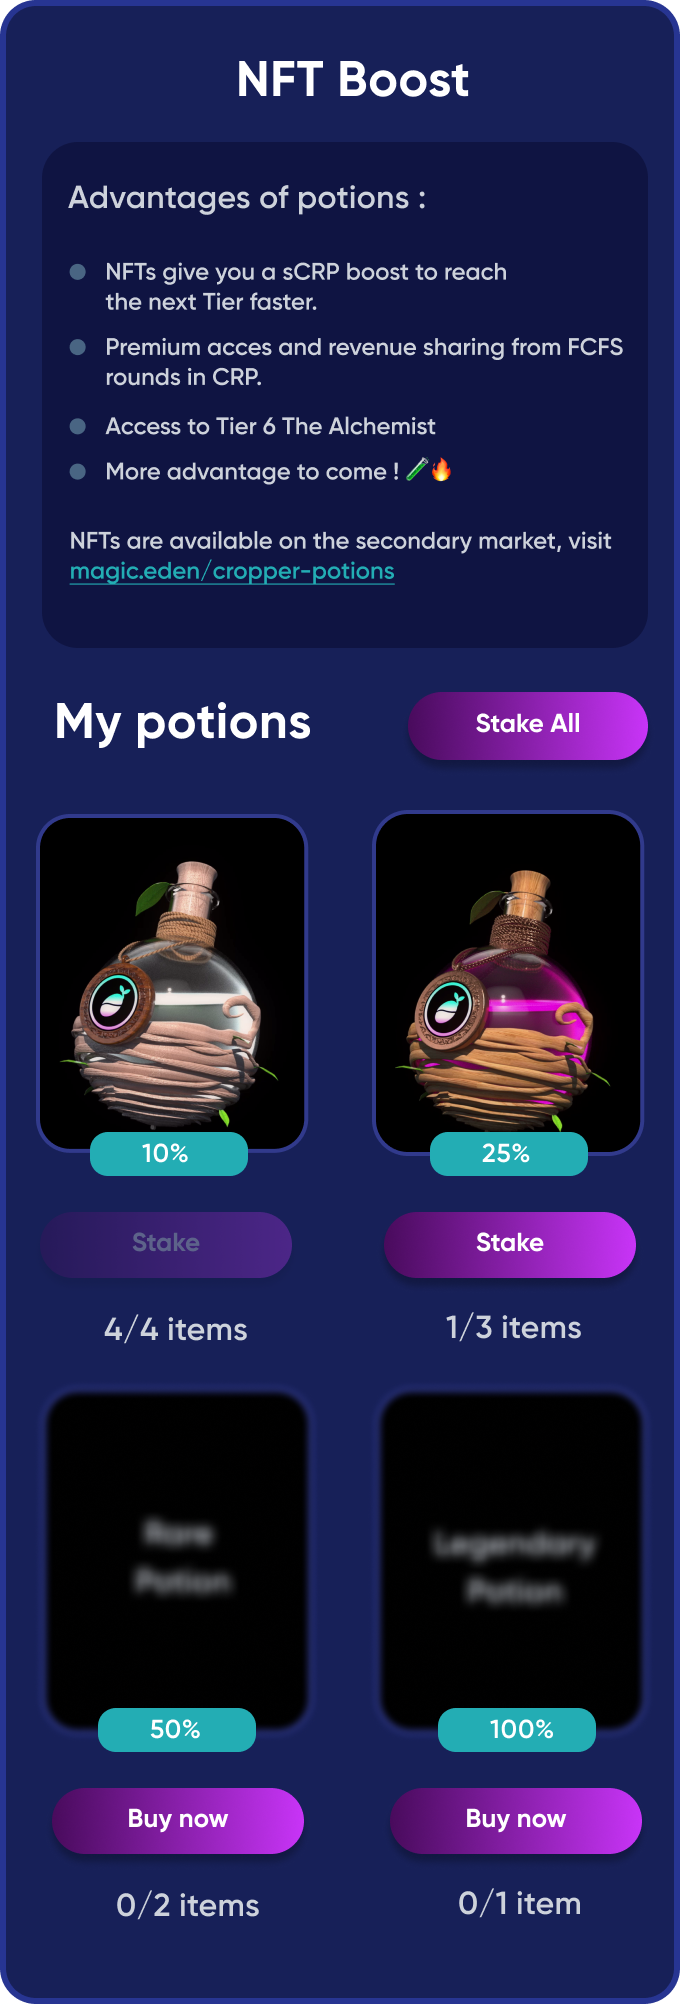 NFT Boost
Advantages of potions :
NFTs give you a sCRP boost to reach
the next Tier faster.
Premium acces and revenue sharing from FCFS
rounds in CRP.
Access to Tier 6 The Alchemist
More advantage to come ! 🧪🔥
NFTs are available on the secondary market, visit
magic.eden/cropper-potions
My potions
Stake All
10%
25%
Stake
Stake
4/4 items
1/3 items
Rare
Potion
Legendary
Potion
50%
100%
Buy now
Buy now
0/2 items
0/1 item